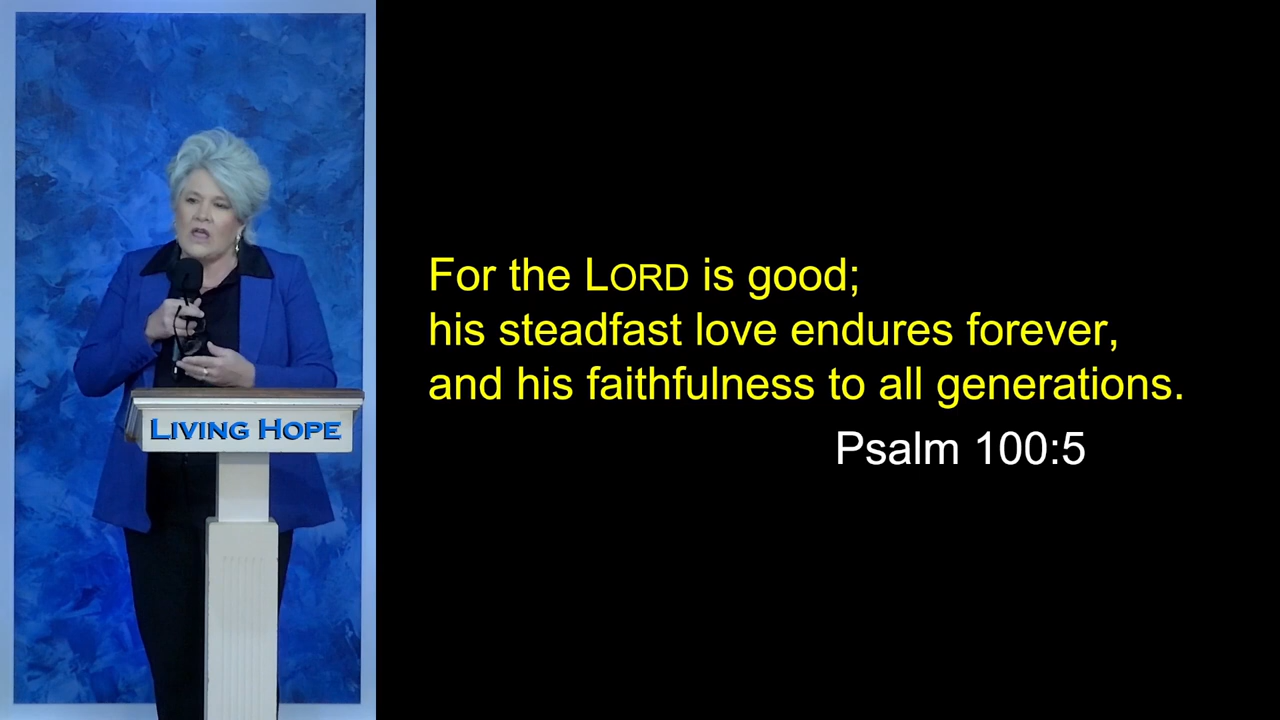 LIVING HOPE
For the LORD is good;
his steadfast love endures forever,
and his faithfulness to all generations.
Psalm 100:5